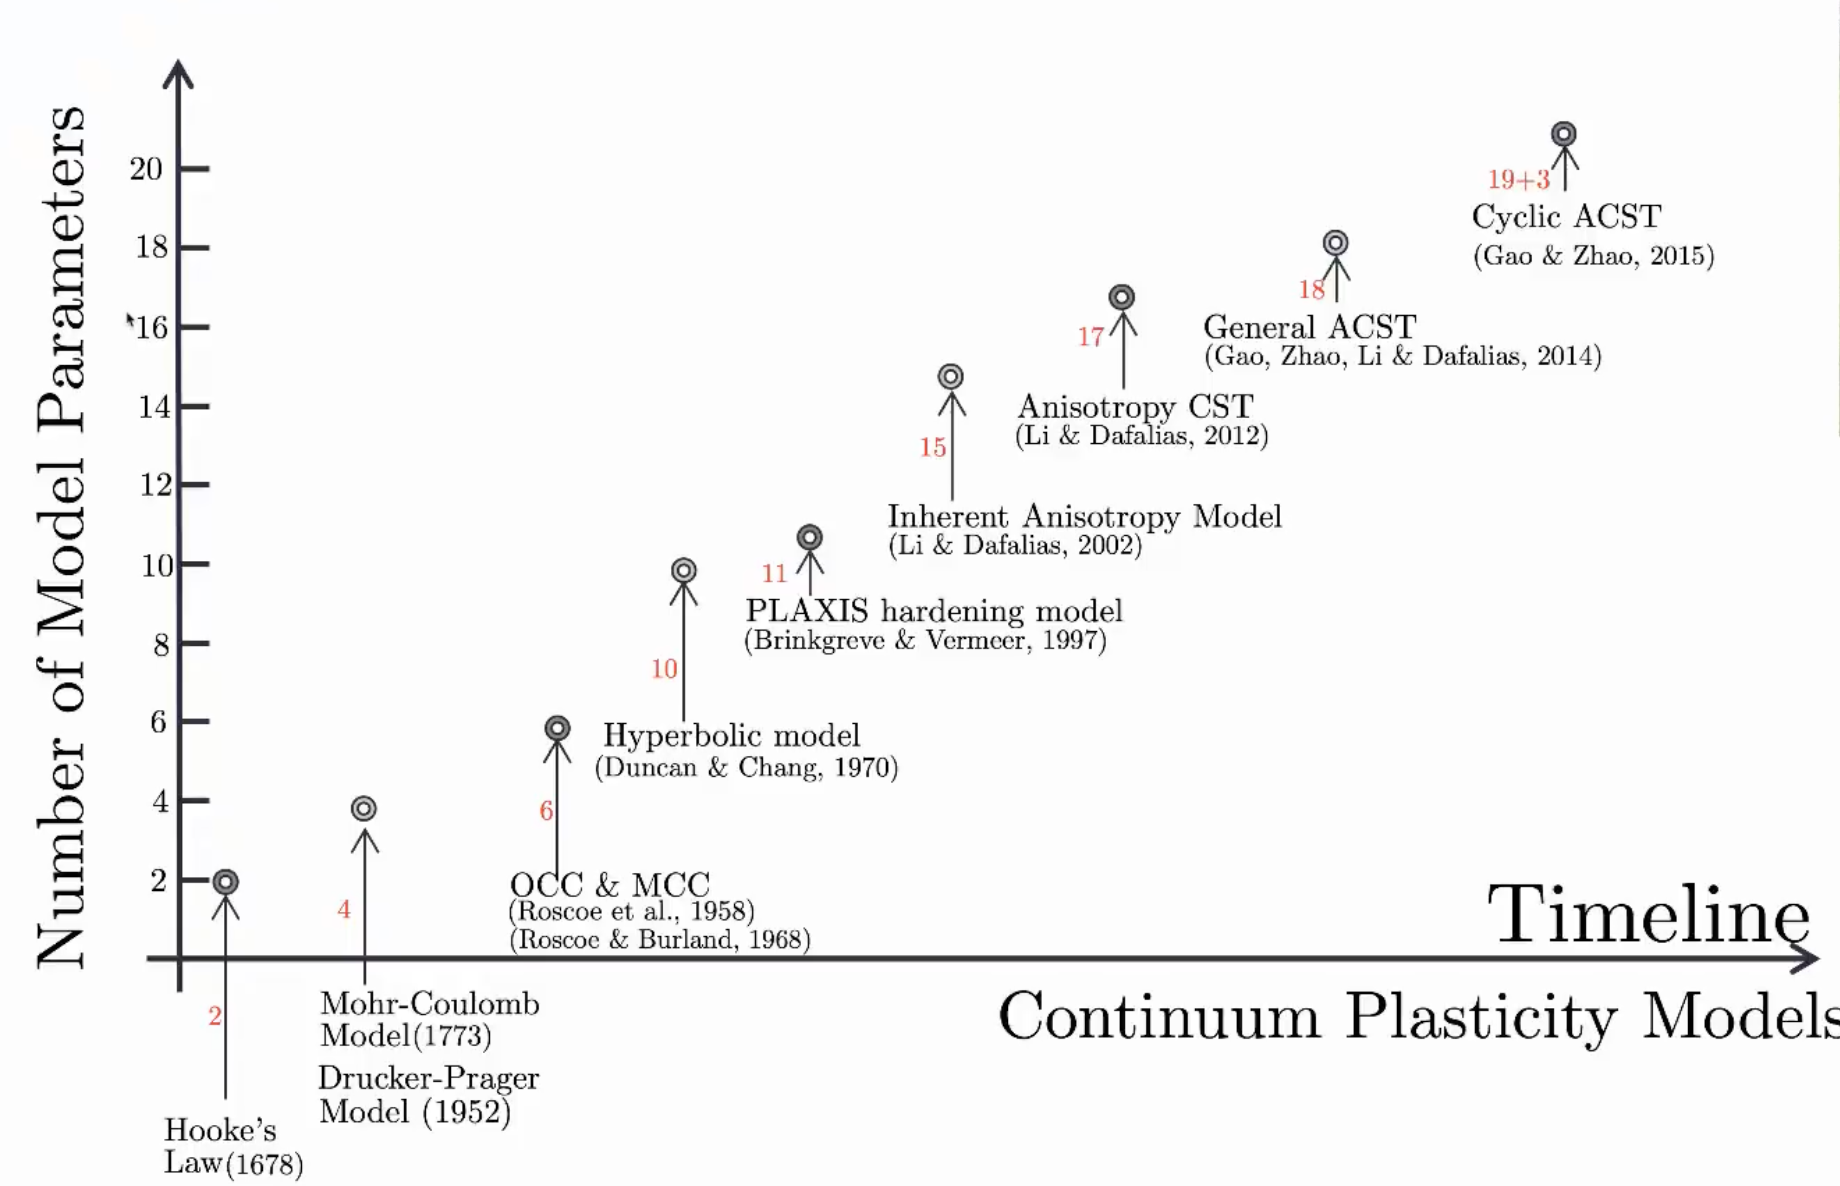 Number of Model Parameters
20
18
16
14
12
10
8
6
4
2
19+3
Cyclic ACST
(Gao & Zhao, 2015)
18
General ACST
(Gao, Zhao, Li & Dafalias, 2014)
17
Anisotropy CST
(Li & Dafalias, 2012)
15
Inherent Anisotropy Model
(Li & Dafalias, 2002)
11
PLAXIS hardening model
(Brinkgreve & Vermeer, 1997)
10
Hyperbolic model
(Duncan & Chang, 1970)
6
OCC & MCC
(Roscoe et al., 1958)
(Roscoe & Burland, 1968)
4
Mohr-Coulomb
Model(1773)
Drucker-Prager
Model (1952)
2
Hooke's
Law(1678)
Timeline
Continuum Plasticity Models